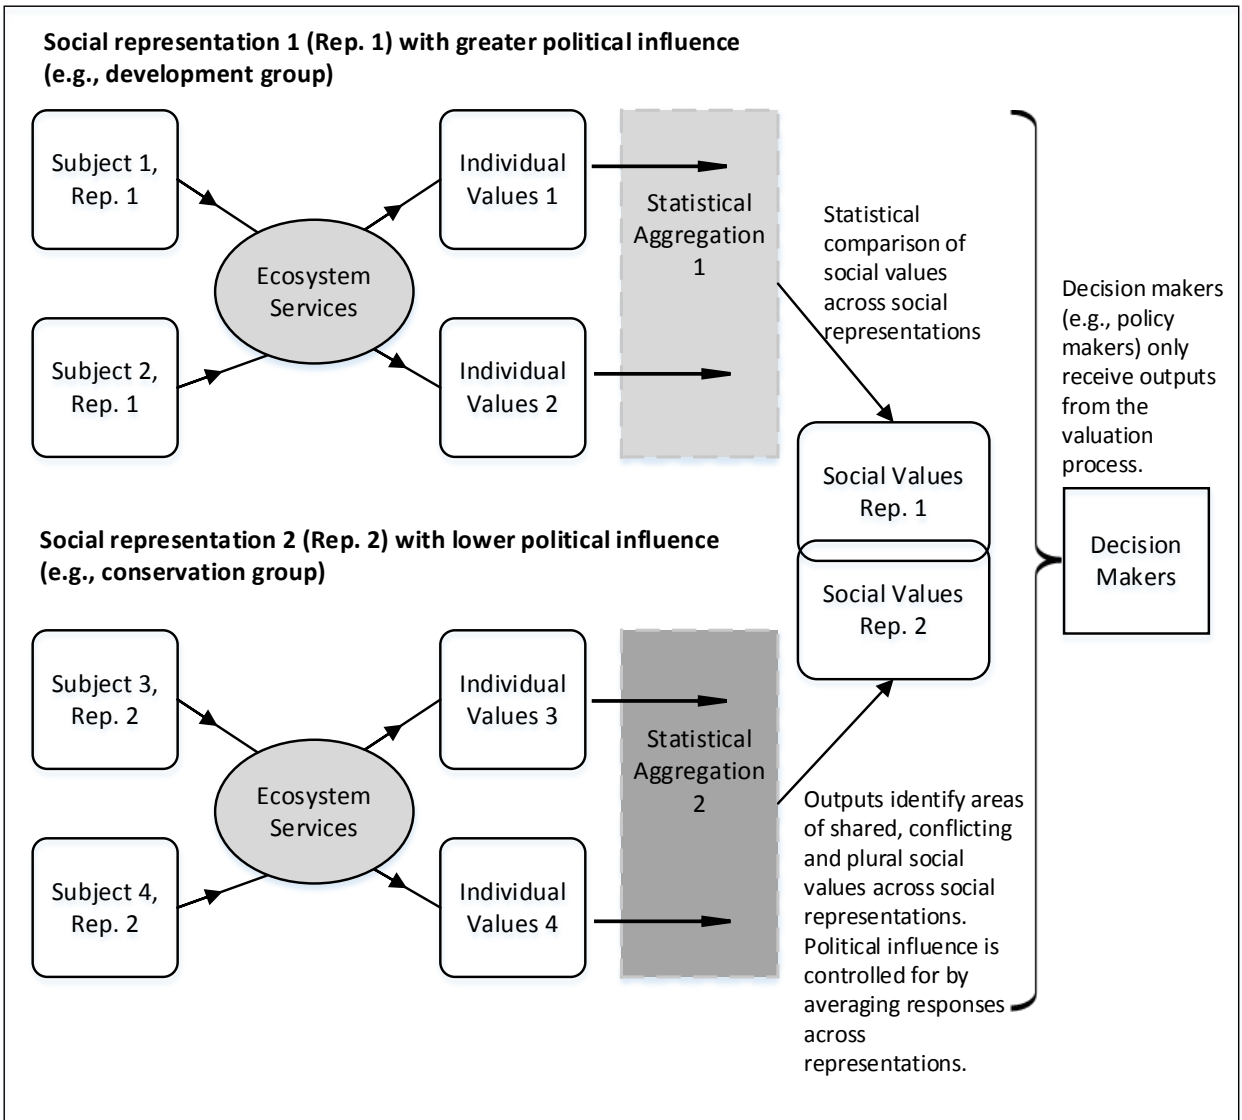 Social representation 1 (Rep. 1) with greater political influence
(e.g., development group)
Subject 1,
Rep. 1
Ecosystem
Services
Subject 2,
Rep. 1
Individual
Values 1
Individual
Values 2
Statistical
Aggregation
1
Statistical
comparison of
social values
across social
representations
Social Values
Rep. 1
Social Values
Rep. 2
Decision makers
(e.g., policy
makers) only
receive outputs
from the
valuation
process.
Decision
Makers
Social representation 2 (Rep. 2) with lower political influence
(e.g., conservation group)
Subject 3,
Rep. 2
Ecosystem
Services
Subject 4,
Rep. 2
Individual
Values 3
Individual
Values 4
Statistical
Aggregation
2
Outputs identify areas
of shared, conflicting
and plural social
values across social
representations.
Political influence is
controlled for by
averaging responses
across
representations.